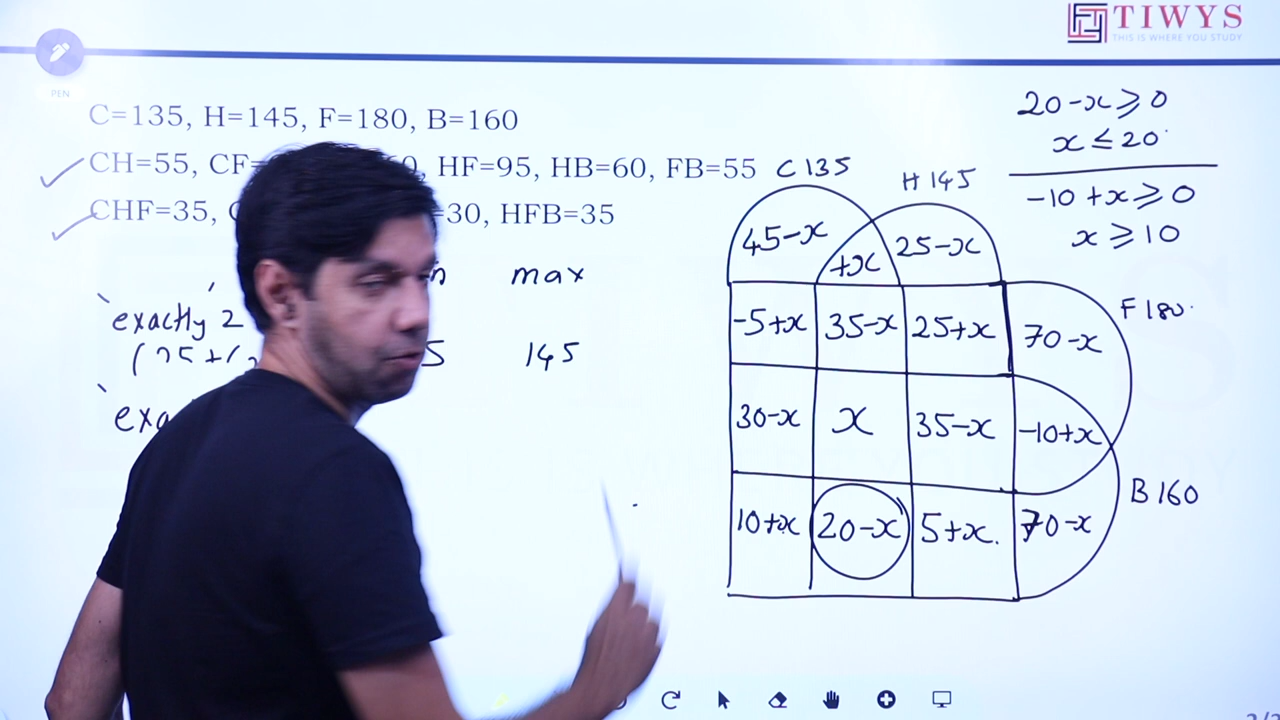 TIWYS
THIS IS WHERE YOU STUDY
PEN
C=135, H=145, F=180, B=160
CH=55, CF= HF=95, HB=60, FB=55
CHF=35, =30, HFB=35
max
'exactly' 2
145
C 135
H 145
F 180
B 160
45-x
+x
25-x
-5+x 35-x 25+x 70-x
30-x x 35-x -10+x
10+x 20-x 5+x. 70-x
20-x ≥ 0
x ≤ 20
-10+x ≥ 0
x ≥ 10